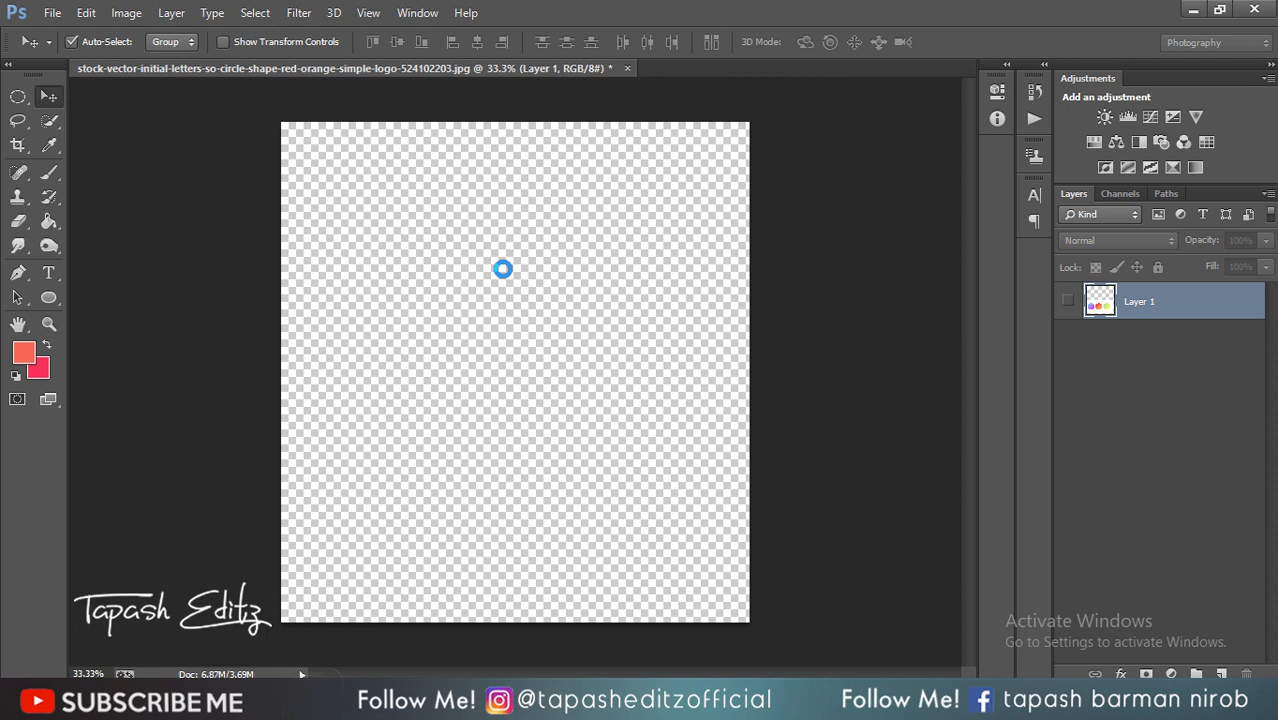 Ps File Edit Image Layer Type Select Filter 3D View Window Help
Auto-Select: Group Show Transform Controls 3D Mode: Photography
stock-vector-initial-letters-so-circle-shape-red-orange-simple-logo-524102203.jpg @ 33.3% (Layer 1, RGB/8#) *
Adjustments
Add an adjustment
Layers Channels Paths
Kind
Normal Opacity: 100%
Lock: Fill: 100%
Layer 1
Tapash Editz
Activate Windows
Go to Settings to activate Windows.
33.33% Doc: 6.87M/3.69M
SUBSCRIBE ME Follow Me! @tapasheditzofficial Follow Me! tapash barman nirob